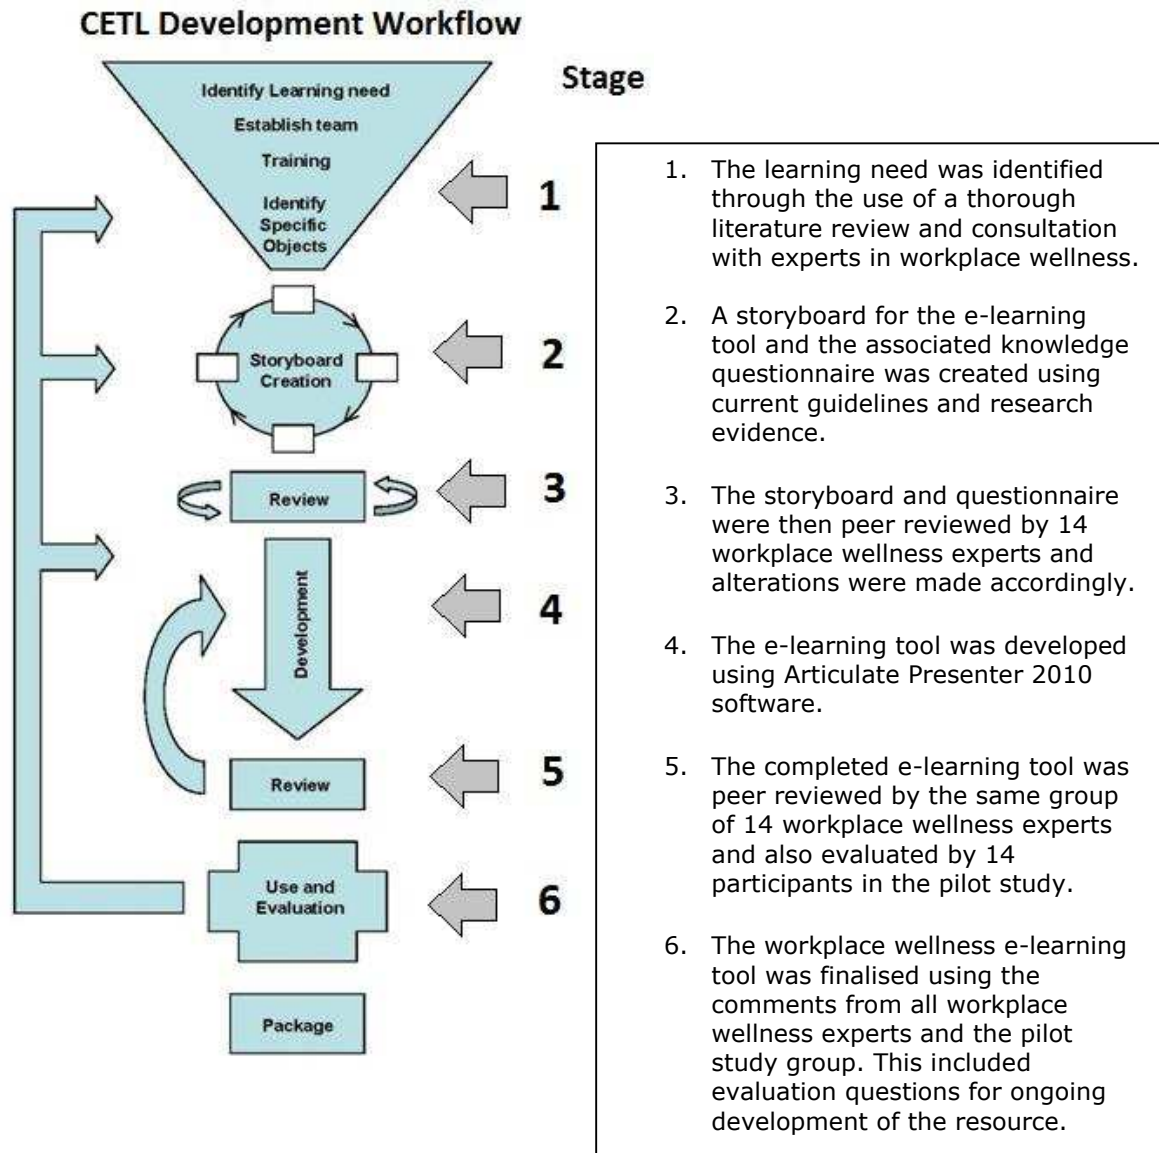 CETL Development Workflow
Stage
Identify Learning need
Establish team
Training
Identify
Specific
Objects
1
Storyboard
Creation
2
Review
3
Development
4
Review
5
Use and
Evaluation
6
Package
1. The learning need was identified
through the use of a thorough
literature review and consultation
with experts in workplace wellness.
2. A storyboard for the e-learning
tool and the associated knowledge
questionnaire was created using
current guidelines and research
evidence.
3. The storyboard and questionnaire
were then peer reviewed by 14
workplace wellness experts and
alterations were made accordingly.
4. The e-learning tool was developed
using Articulate Presenter 2010
software.
5. The completed e-learning tool was
peer reviewed by the same group
of 14 workplace wellness experts
and also evaluated by 14
participants in the pilot study.
6. The workplace wellness e-learning
tool was finalised using the
comments from all workplace
wellness experts and the pilot
study group. This included
evaluation questions for ongoing
development of the resource.